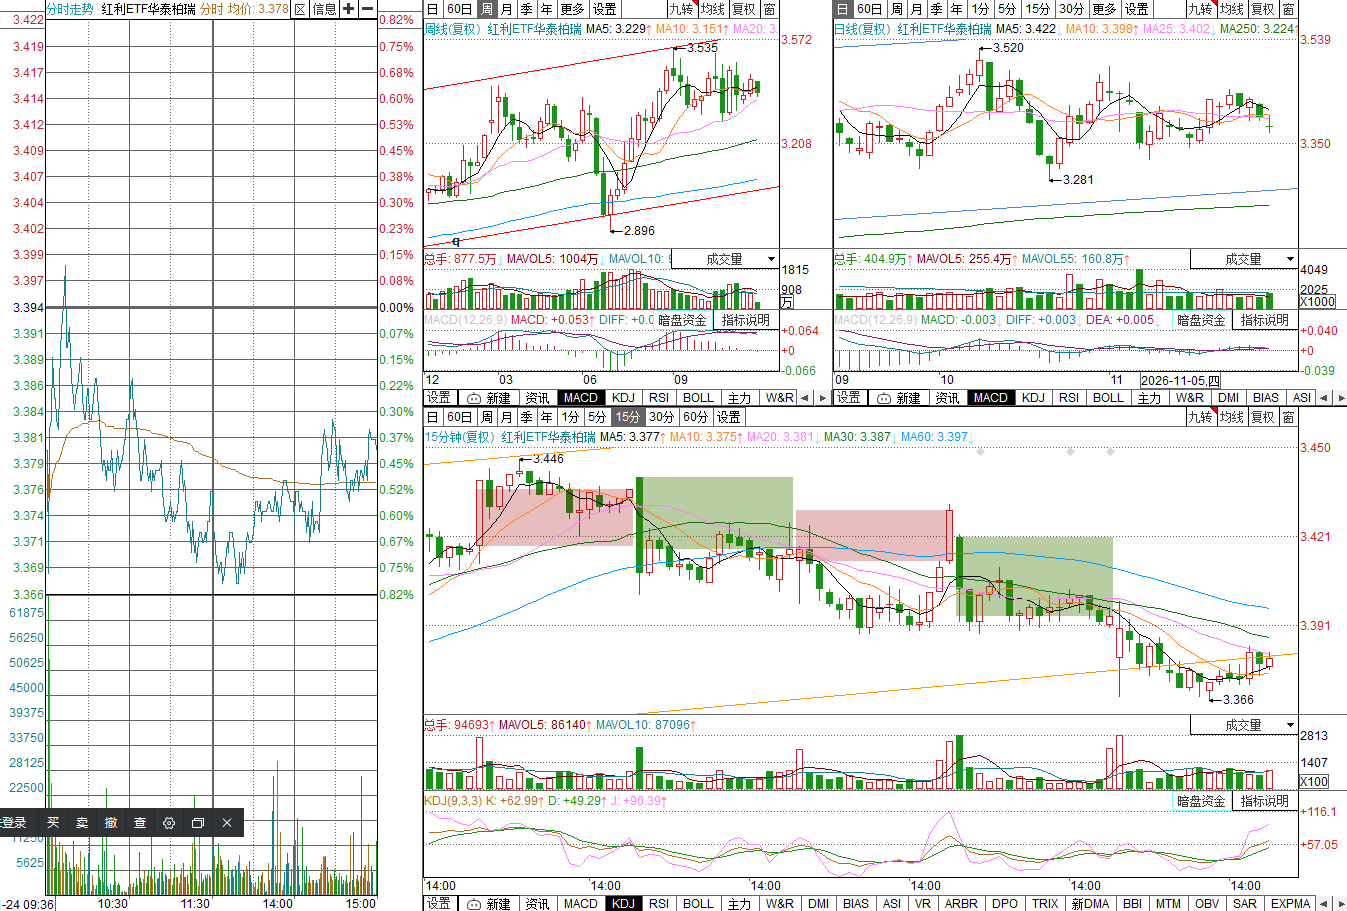 分时走势 红利ETF华泰柏瑞 分时 均价: 3.378 信息
3.422 0.82%
3.419 0.75%
3.417 0.68%
3.414 0.60%
3.412 0.53%
3.409 0.45%
3.407 0.38%
3.404 0.30%
3.402 0.23%
3.399 0.15%
3.397 0.08%
3.394 0.00%
3.391 0.07%
3.389 0.15%
3.386 0.22%
3.384 0.30%
3.381 0.37%
3.379 0.45%
3.376 0.52%
3.374 0.60%
3.371 0.67%
3.369 0.75%
3.366 0.82%
61875
56250
50625
45000
39375
33750
28125
22500
登录 买 卖 撤 查
11250
5625
-24 09:36 10:30 11:30 14:00 15:00
日 60日 周 月 季 年 更多 设置 九转 均线 复权 窗
周线(复权) 红利ETF华泰柏瑞 MA5: 3.229↑ MA10: 3.151↑ MA20: 3.
3.535
3.572
3.208
2.896
q
总手: 877.5万↓ MAVOL5: 1004万↓ MAVOL10: 成交量
1815
908
万
MACD(12,26,9) MACD: +0.053↑ DIFF: +0.0 暗盘资金 指标说明
+0.064
+0
-0.066
12 03 06 09
设置 新建 资讯 MACD KDJ RSI BOLL 主力 W&R
日 60日 周 月 季 年 1分 5分 15分 30分 更多 设置 九转 均线 复权 窗
日线(复权) 红利ETF华泰柏瑞 MA5: 3.422↓ MA10: 3.398↑ MA25: 3.402↓ MA250: 3.224↑
3.520
3.539
3.350
3.281
总手: 404.9万↑ MAVOL5: 255.4万↑ MAVOL55: 160.8万↑ 成交量
4049
2025
X1000
MACD(12,26,9) MACD: -0.003↓ DIFF: +0.003↓ DEA: +0.005↓ 暗盘资金 指标说明
+0.040
+0
-0.039
09 10 11 2026-11-05,四
设置 新建 资讯 MACD KDJ RSI BOLL 主力 W&R DMI BIAS ASI
日 60日 周 月 季 年 1分 5分 15分 30分 60分 设置 九转 均线 复权 窗
15分钟(复权) 红利ETF华泰柏瑞 MA5: 3.377↑ MA10: 3.375↑ MA20: 3.381↓ MA30: 3.387↓ MA60: 3.397↓
3.446
3.450
3.421
3.391
3.366
总手: 94693↑ MAVOL5: 86140↑ MAVOL10: 87096↑ 成交量
2813
1407
X100
KDJ(9,3,3) K: +62.99↑ D: +49.29↑ J: +90.39↑ 暗盘资金 指标说明
+116.1
+57.05
14:00 14:00 14:00 14:00 14:00 14:00
设置 新建 资讯 MACD KDJ RSI BOLL 主力 W&R DMI BIAS ASI VR ARBR DPO TRIX 新DMA BBI MTM OBV SAR EXPMA